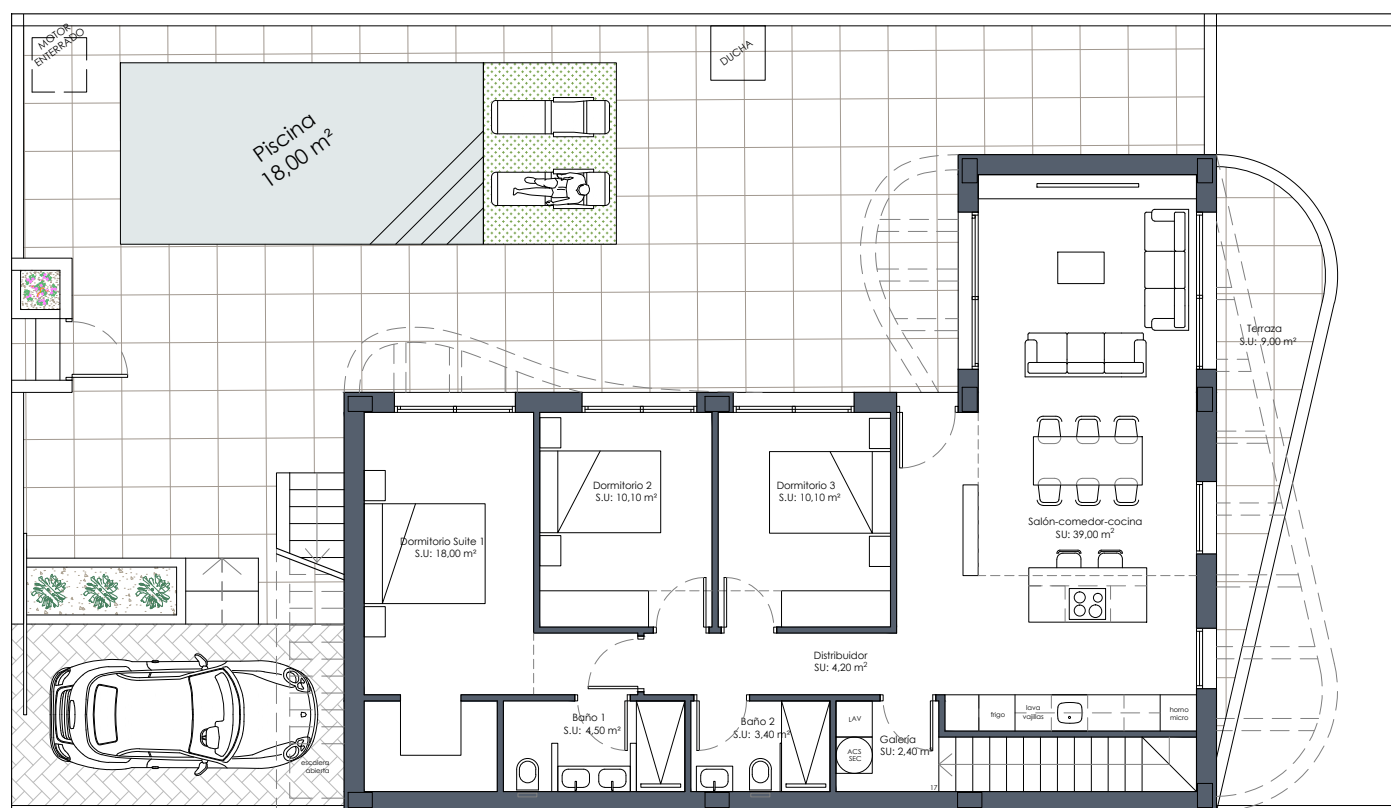 MOTOR
ENTERRADO
DUCHA
Piscina
18,00 m²
Terraza
S.U: 9,00 m²
Dormitorio Suite 1
S.U: 18,00 m²
Dormitorio 2
S.U: 10,10 m²
Dormitorio 3
S.U: 10,10 m²
Salón-comedor-cocina
SU: 39,00 m²
Distribuidor
SU: 4,20 m²
Baño 1
S.U: 4,50 m²
Baño 2
S.U: 3,40 m²
LAV
ACS
SEC
Galería
SU: 2,40 m²
frigo
lava
vajillas
horno
micro
escalera
abierta
17